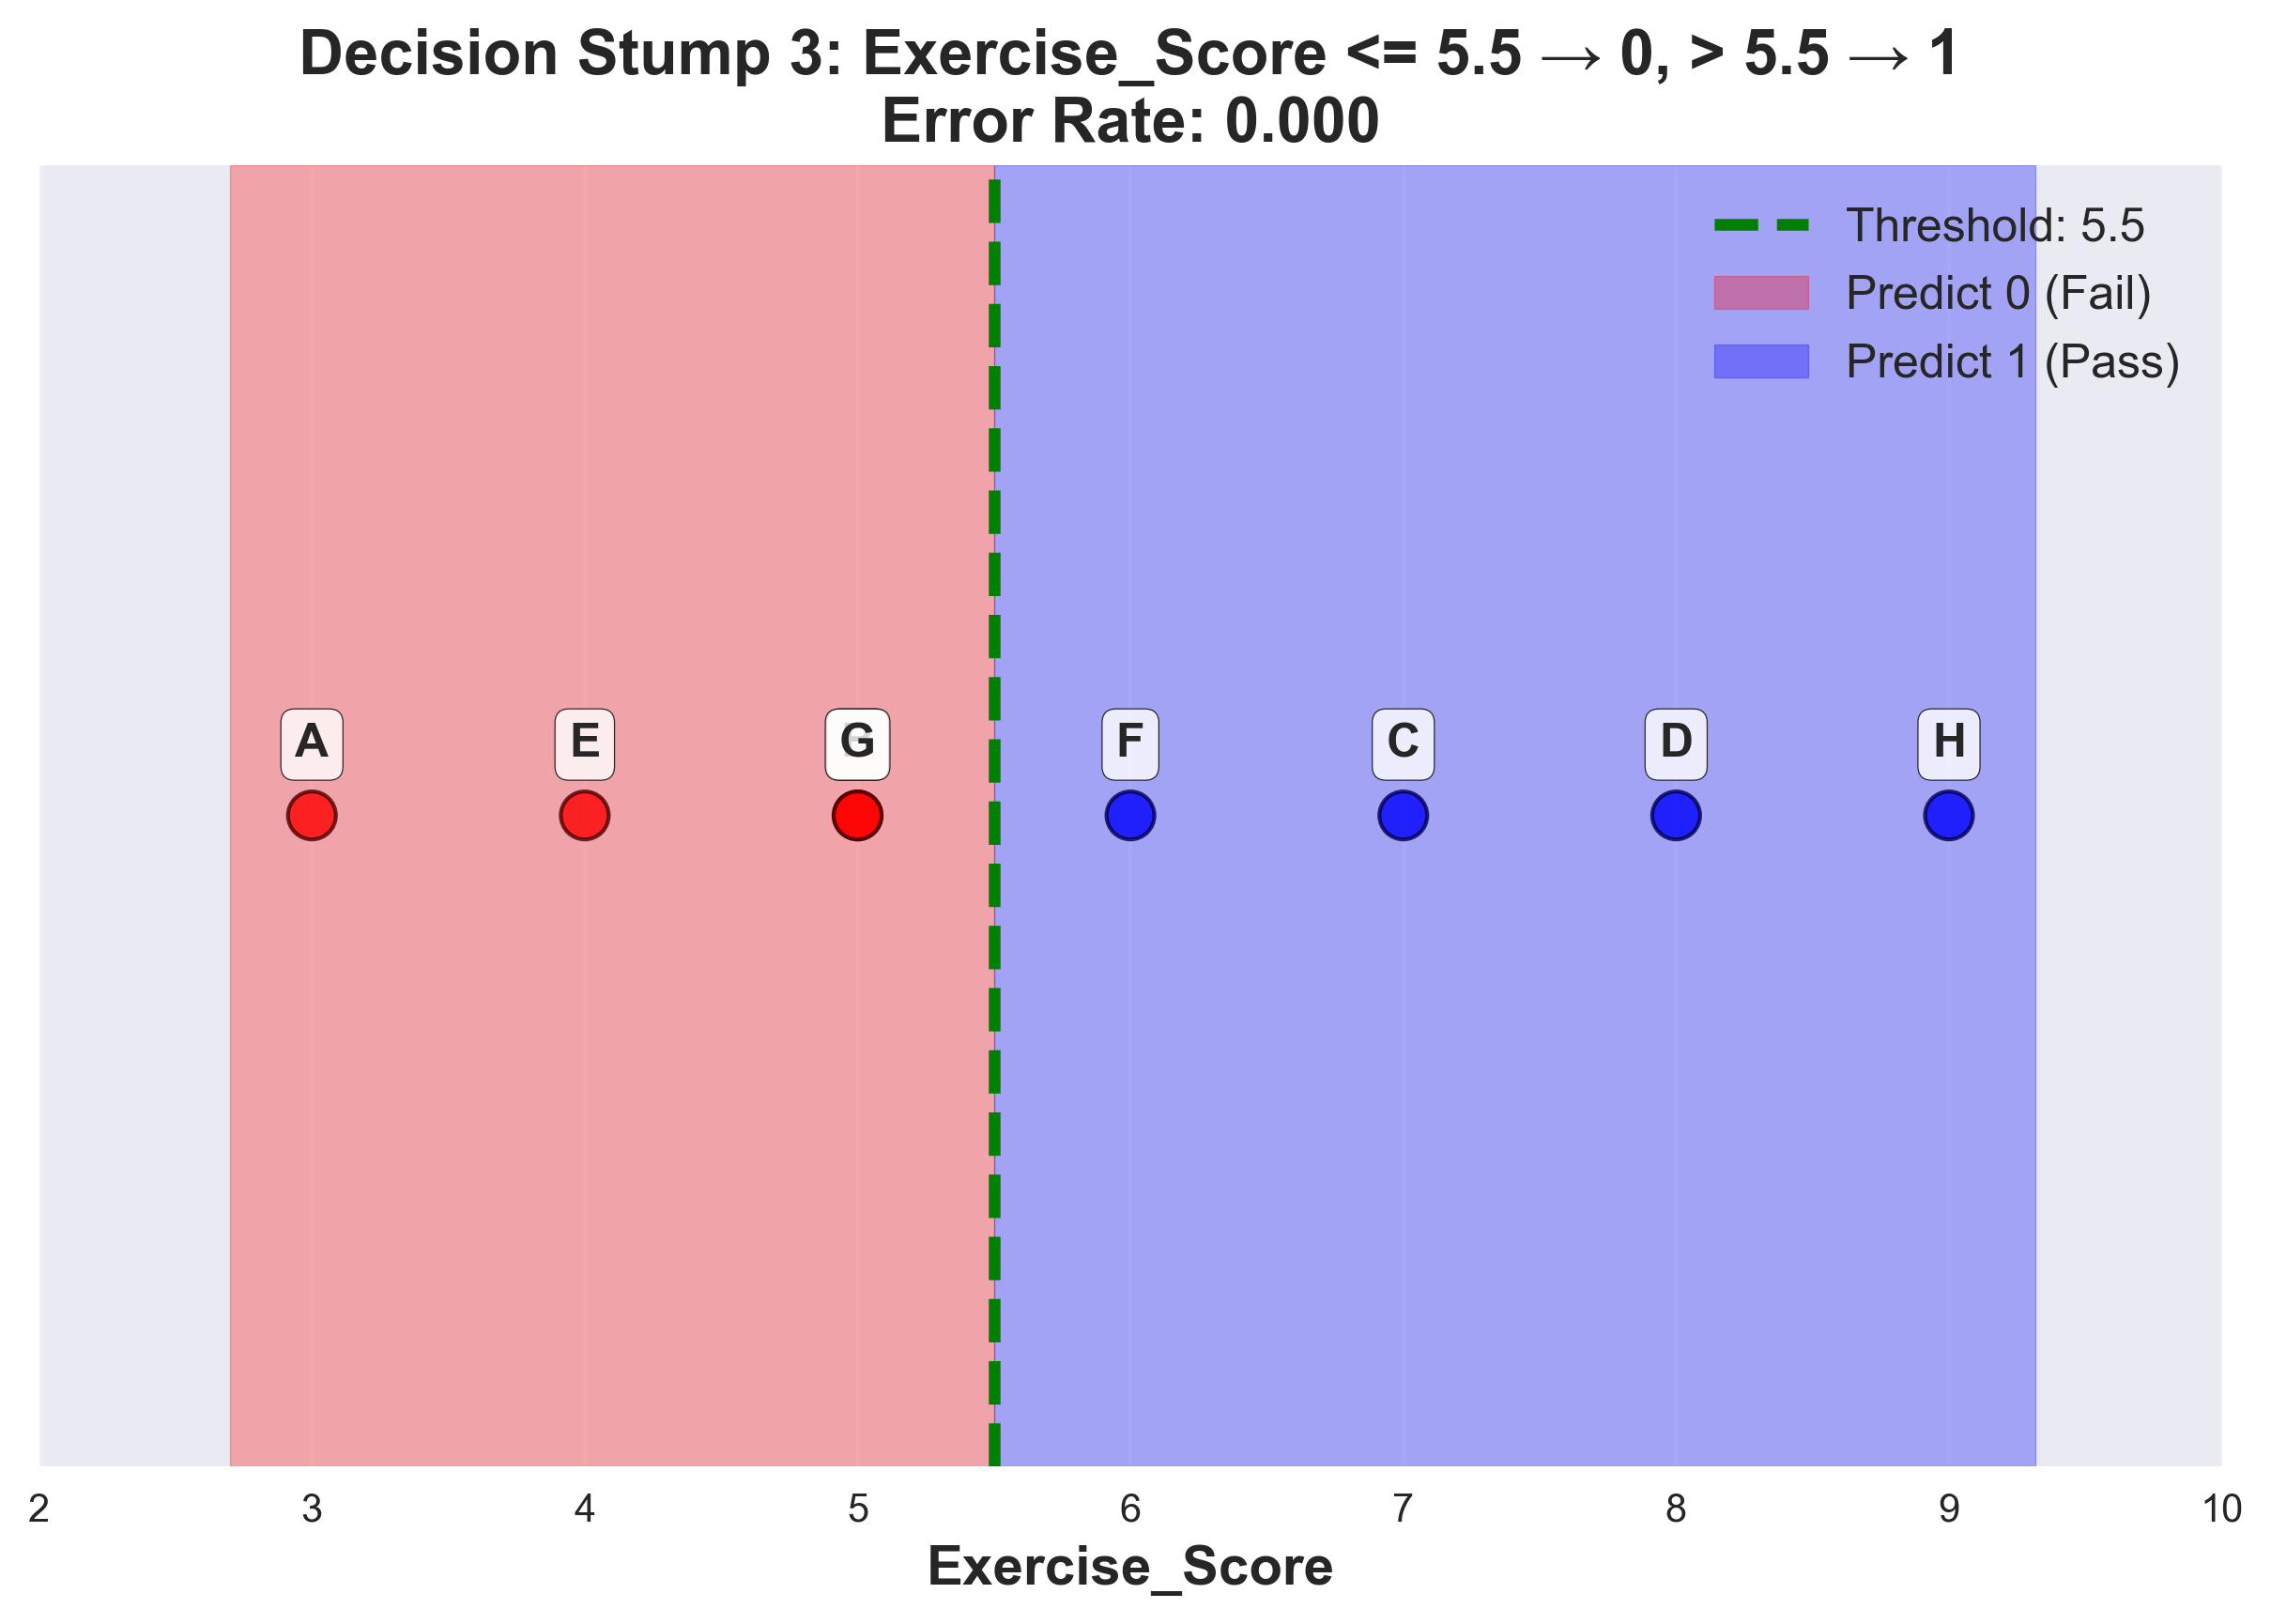 Decision Stump 3: Exercise_Score <= 5.5 → 0, > 5.5 → 1
Error Rate: 0.000
Threshold: 5.5
Predict 0 (Fail)
Predict 1 (Pass)
A E G F C D H
2 3 4 5 6 7 8 9 10
Exercise_Score